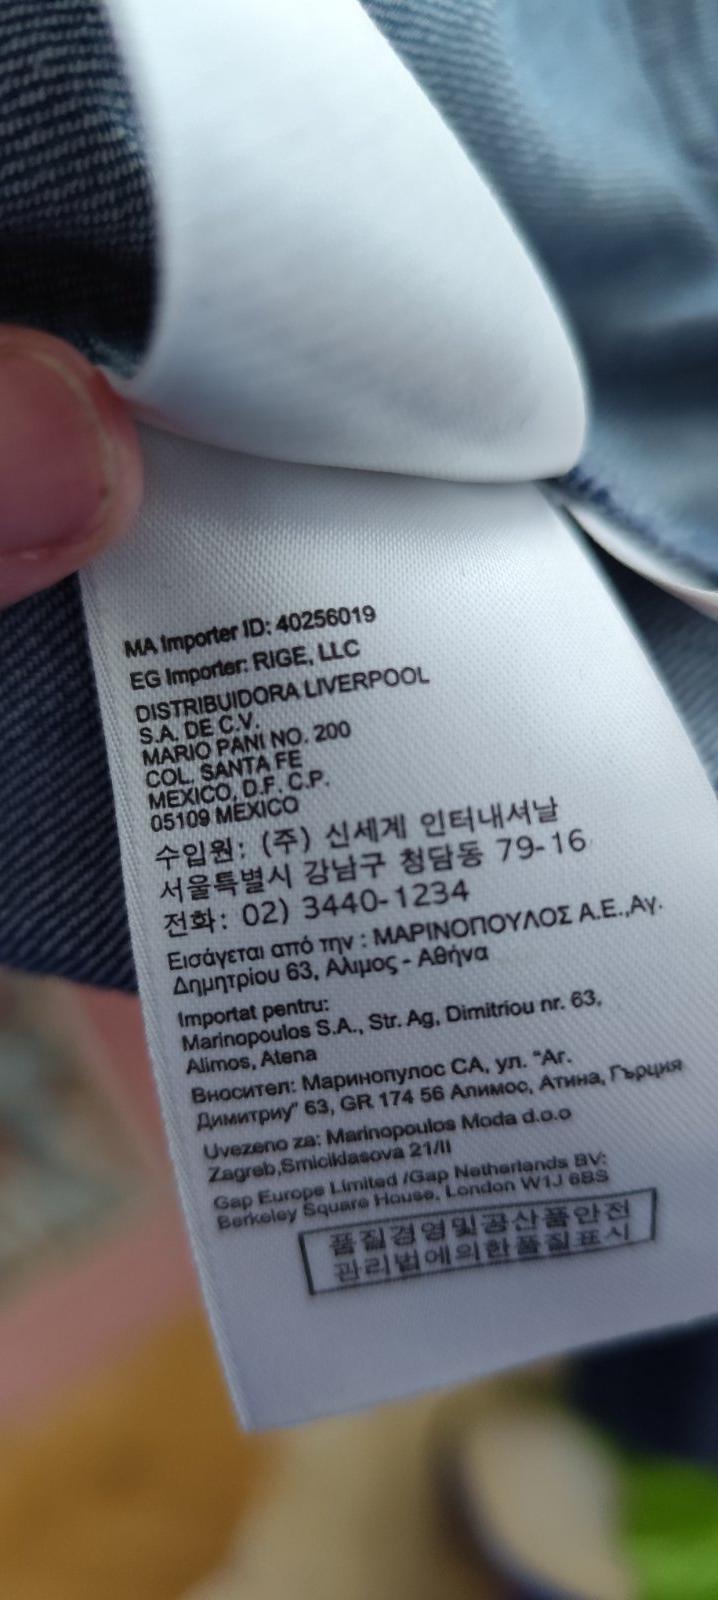 MA Importer ID: 40256019
EG Importer: RIGE, LLC
DISTRIBUIDORA LIVERPOOL
S.A. DE C.V.
MARIO PANI NO. 200
COL. SANTA FE
MEXICO, D.F. C.P.
05109 MEXICO
수입원: (주) 신세계 인터내셔날
서울특별시 강남구 청담동 79-16
전화: 02) 3440-1234
Εισάγεται από την : ΜΑΡΙΝΟΠΟΥΛΟΣ Α.Ε.,Αγ.
Δημητρίου 63, Αλιμος - Αθήνα
Importat pentru:
Marinopoulos S.A., Str. Ag, Dimitriou nr. 63,
Alimos, Atena
Вносител: Маринопулос СА, ул. "Аг.
Димитриу" 63, GR 174 56 Алимос, Атина, Гърция
Uvezeno za: Marinopoulos Moda d.o.o
Zagreb,Smiciklasova 21/II
Gap Europe Limited /Gap Netherlands BV:
Berkeley Square House, London W1J 6BS
품질경영및공산품안전
관리법에의한품질표시